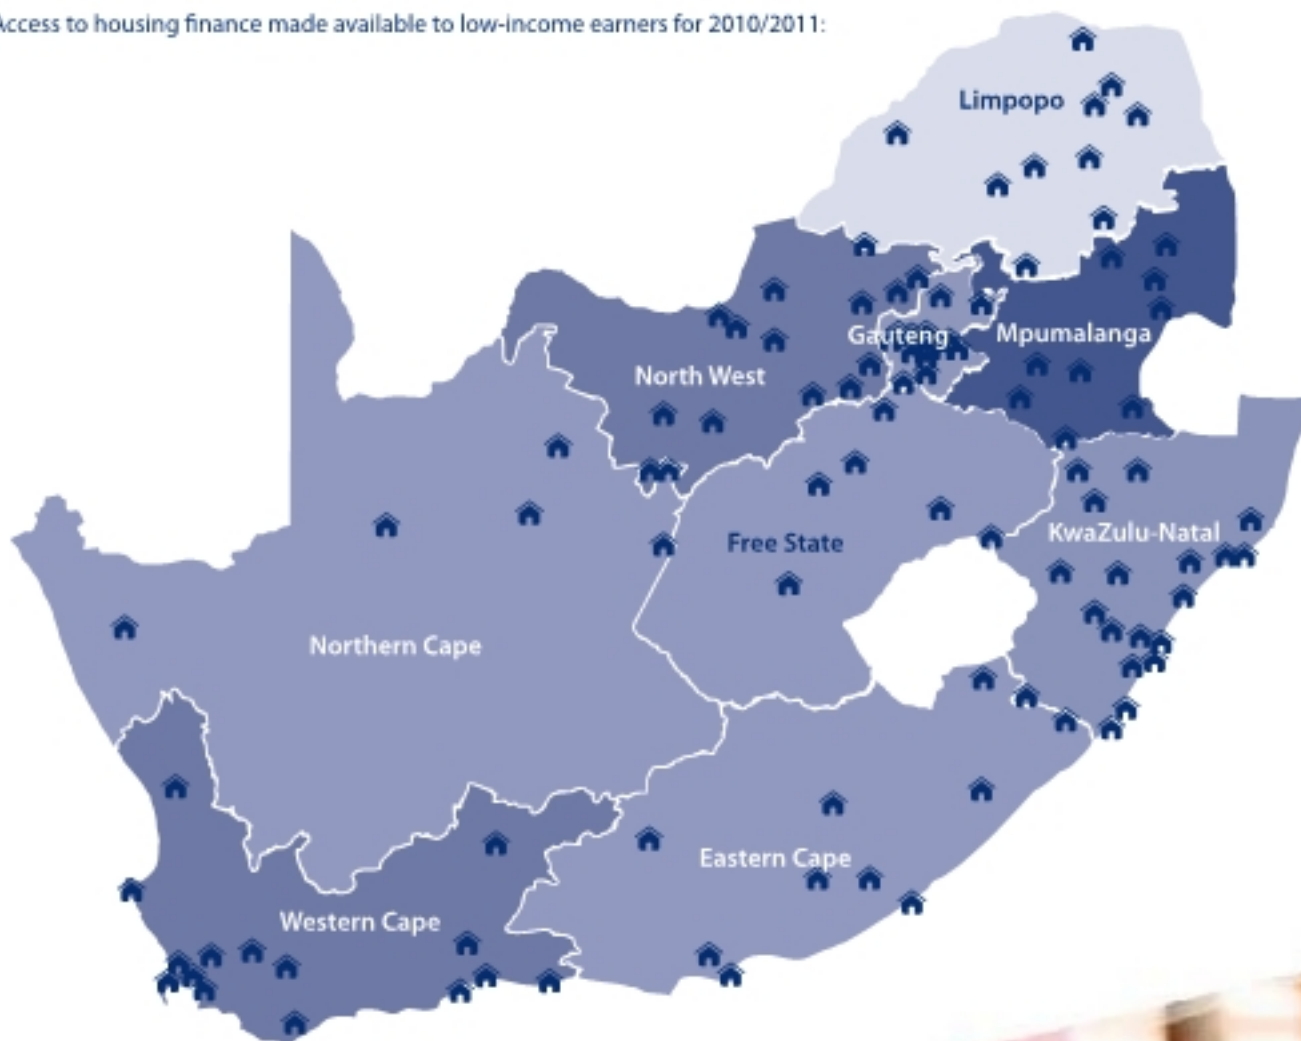 Access to housing finance made available to low-income earners for 2010/2011:
Limpopo
Gauteng
Mpumalanga
North West
KwaZulu-Natal
Free State
Northern Cape
Eastern Cape
Western Cape